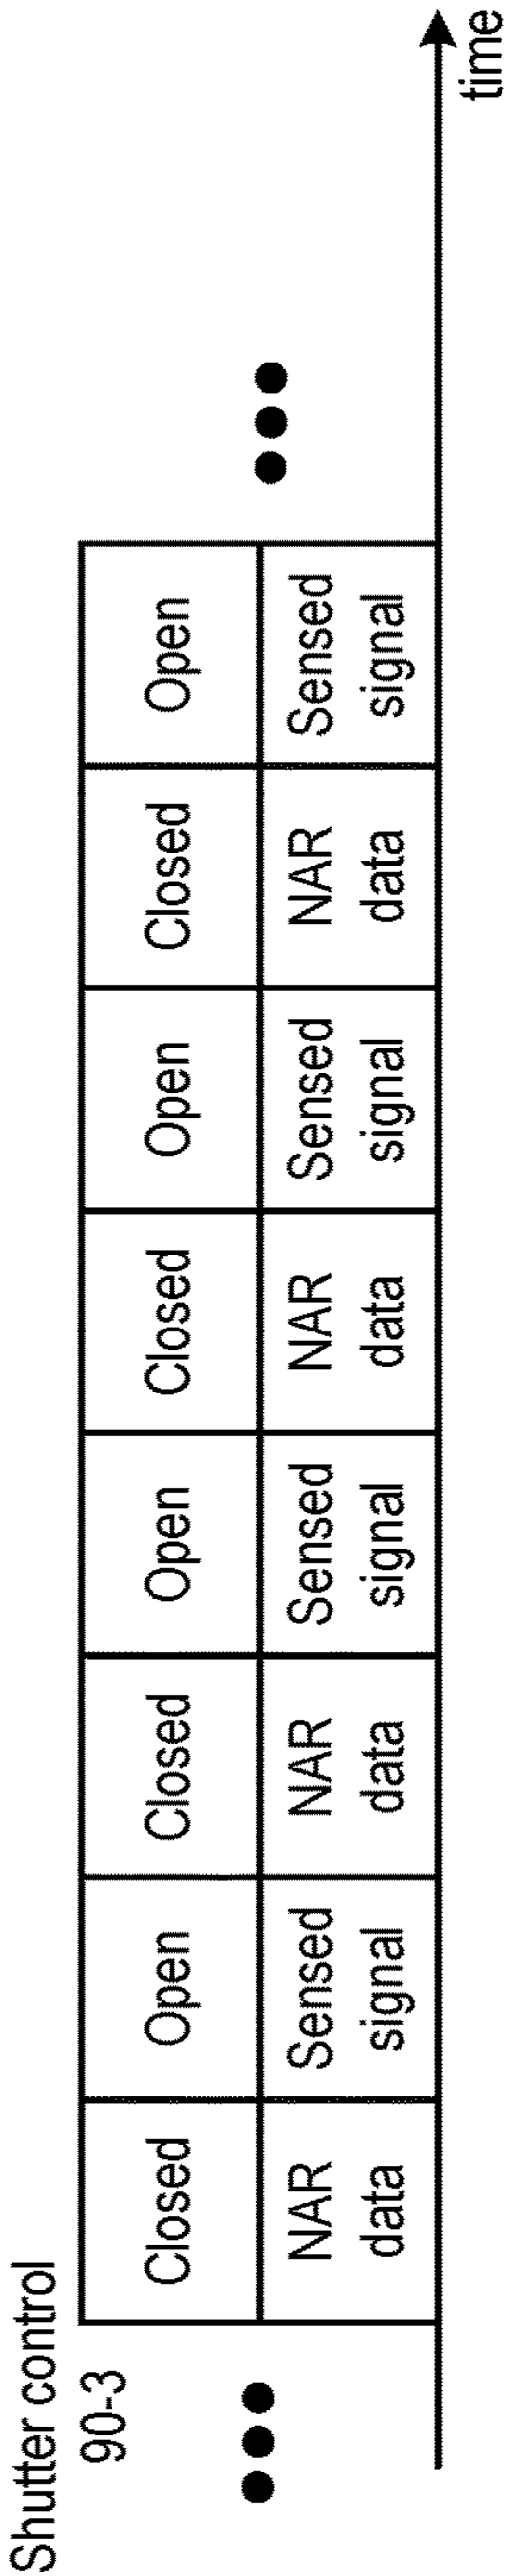 Shutter control
90-3
Closed
Open
Closed
Open
Closed
Open
Closed
Open
NAR
data
Sensed
signal
NAR
data
Sensed
signal
NAR
data
Sensed
signal
NAR
data
Sensed
signal
time